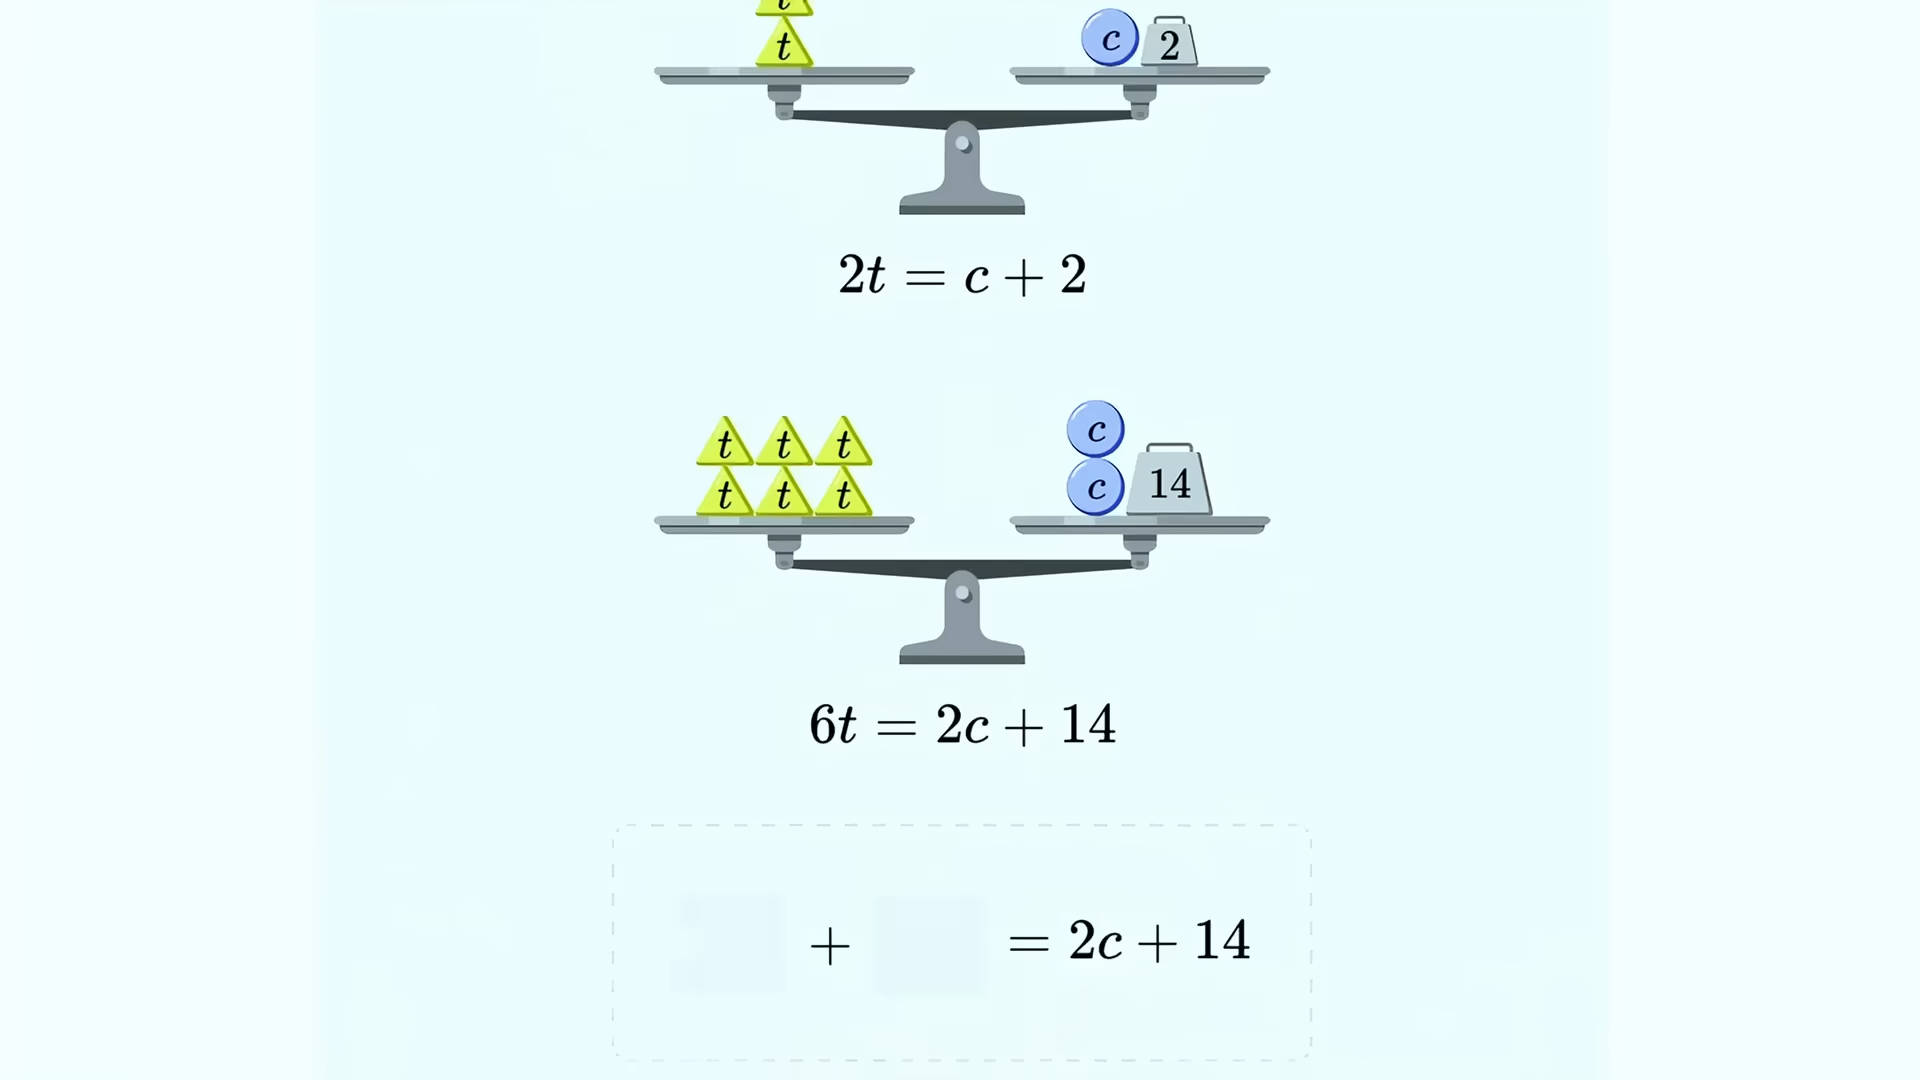 t
t c 2
2t = c + 2
c
t t t
t t t c 14
6t = 2c + 14
+ = 2c + 14